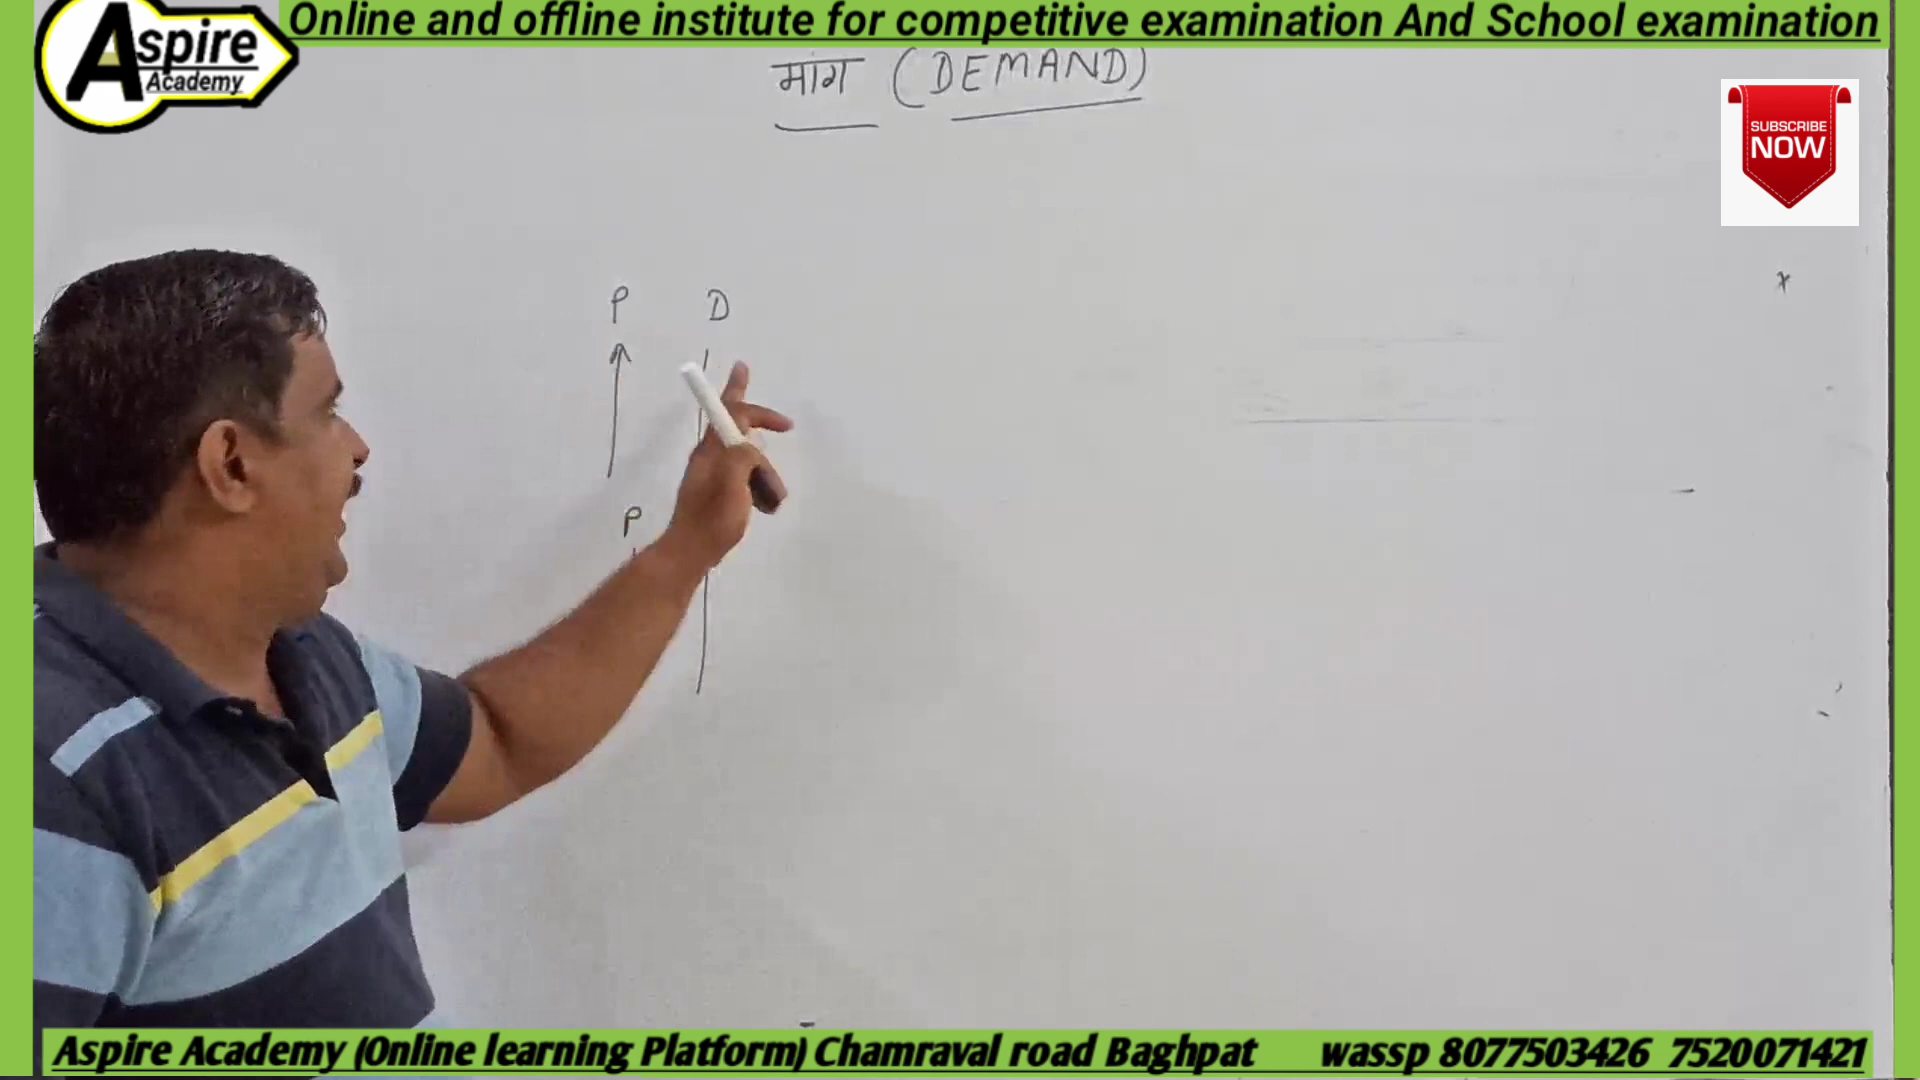 Online and offline institute for competitive examination And School examination
Aspire
Academy
मांग (DEMAND)
SUBSCRIBE
NOW
P D
P
Aspire Academy (Online learning Platform) Chamraval road Baghpat wassp 8077503426 7520071421